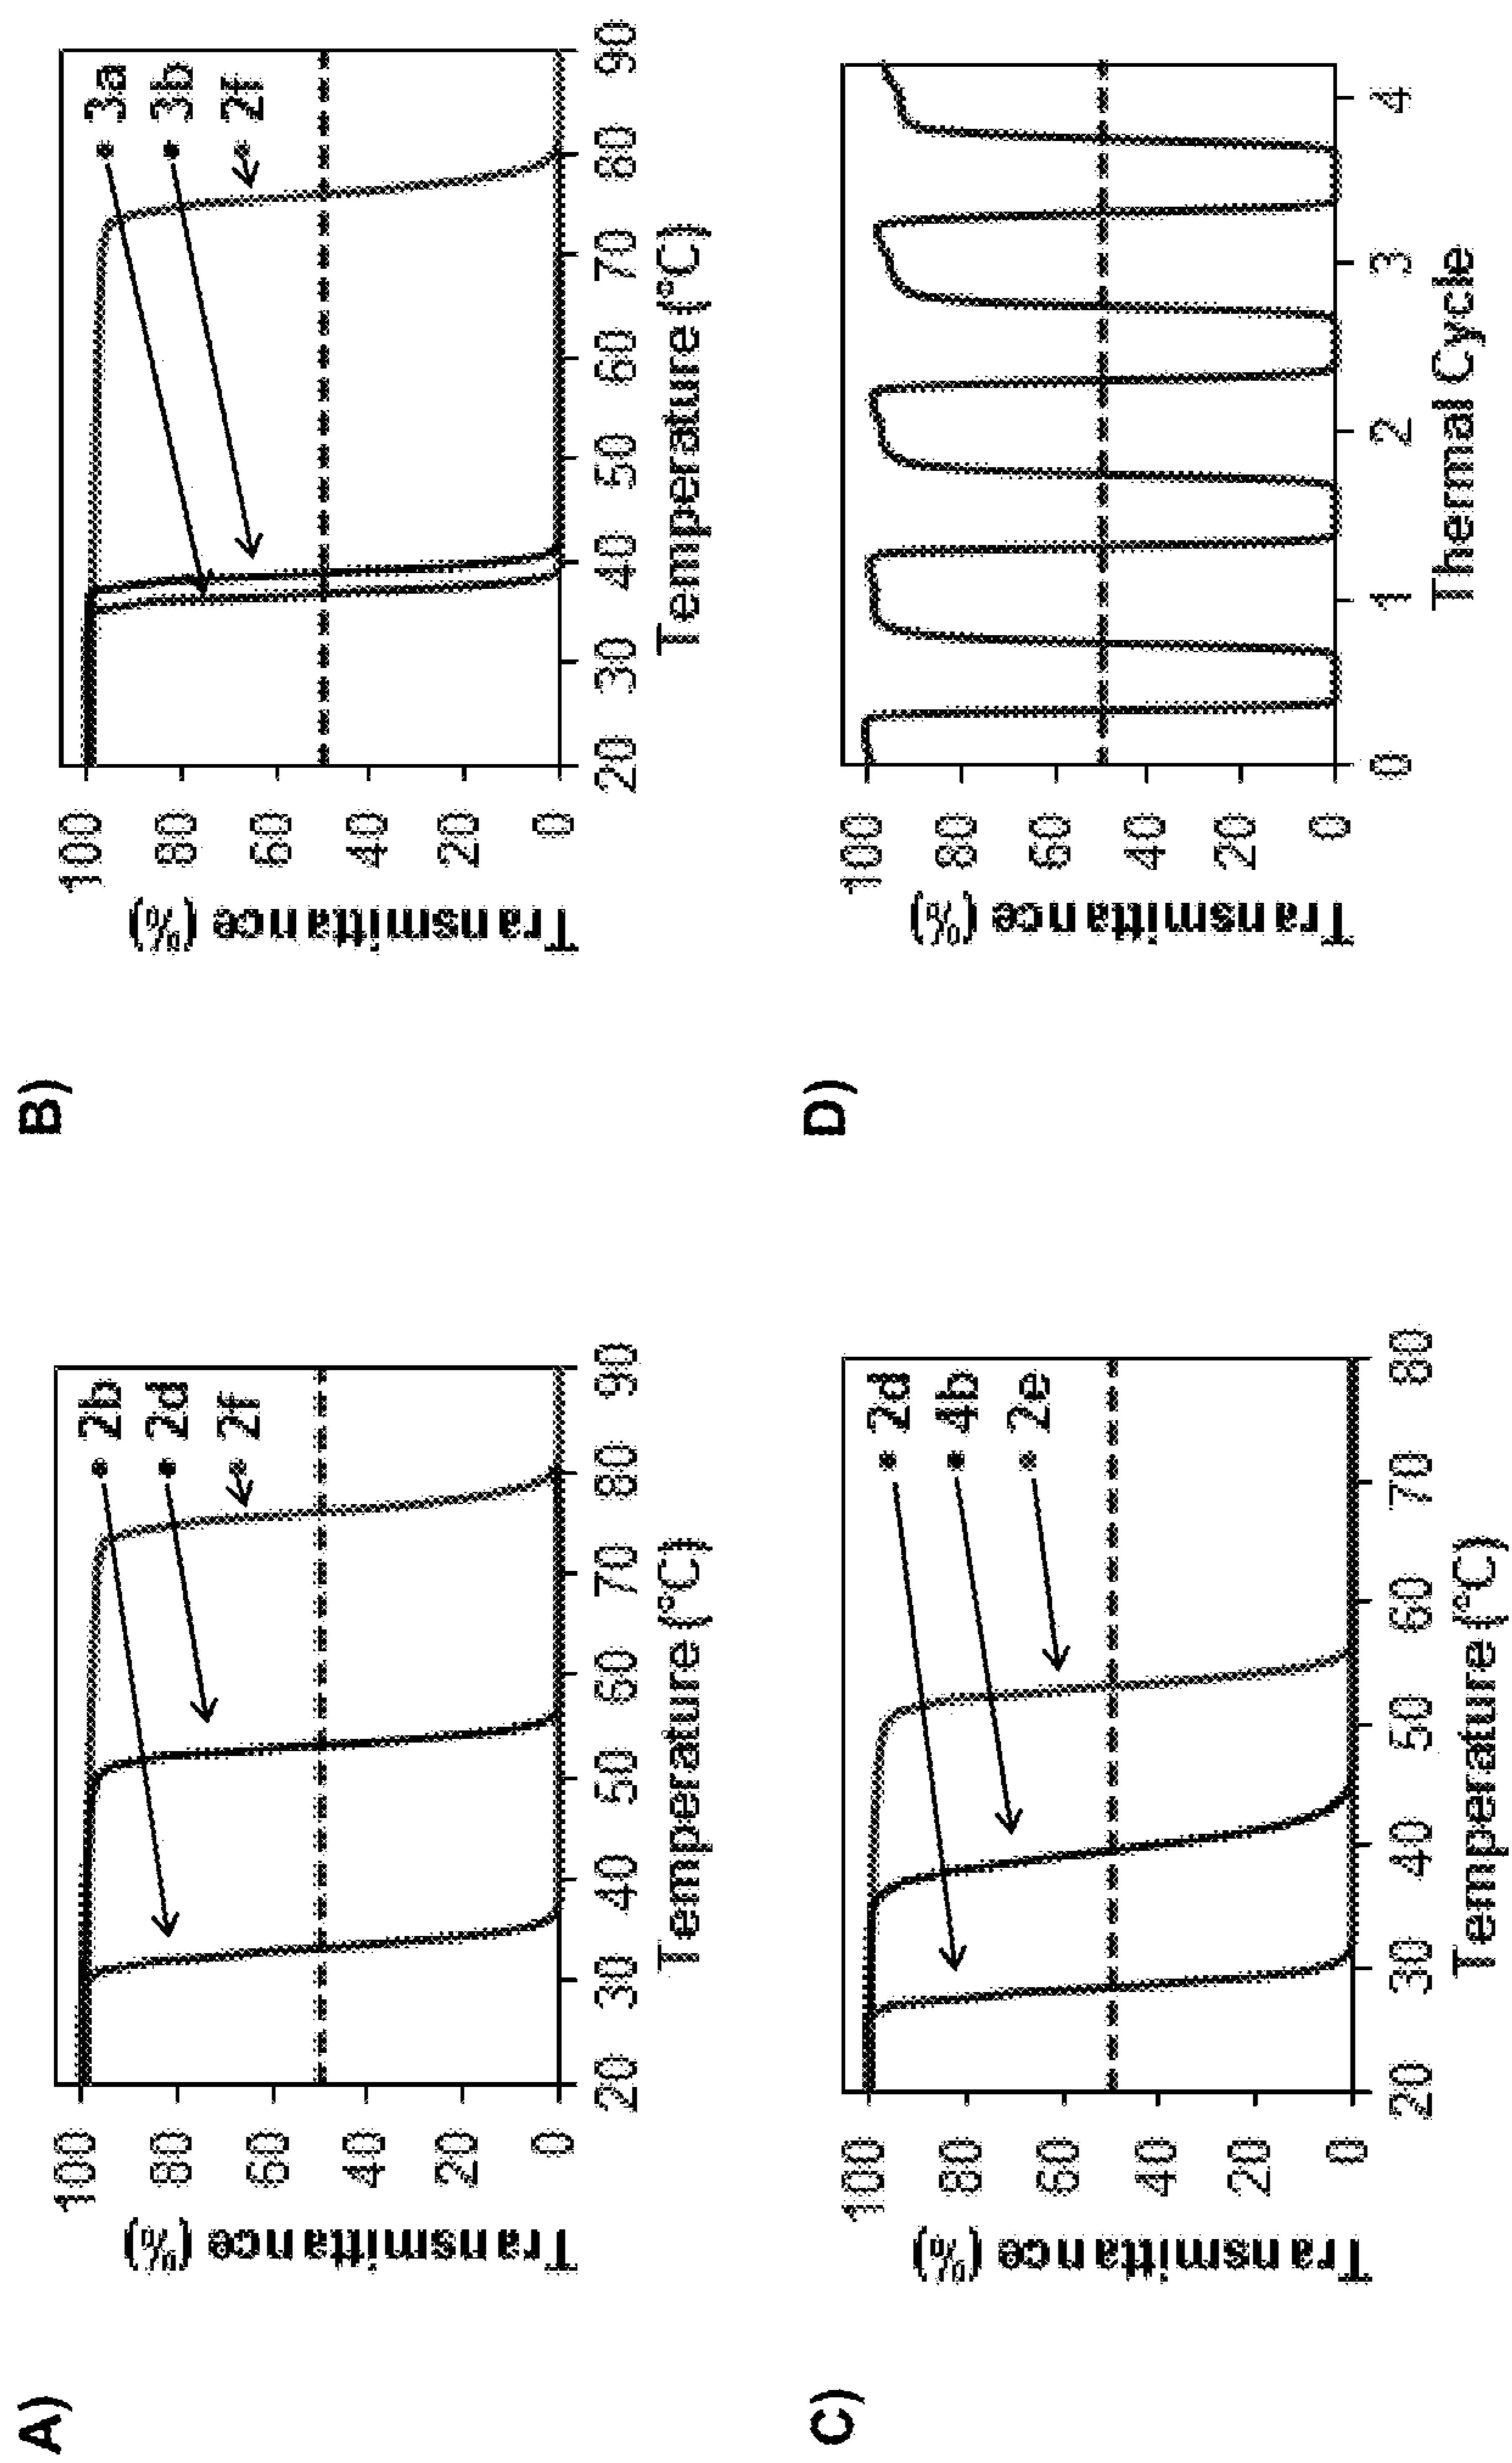 A)
Transmittance (%)
100
80
60
40
20
0
20 30 40 50 60 70 80 90
Temperature (°C)
2b
2d
2f
B)
Transmittance (%)
100
80
60
40
20
0
20 30 40 50 60 70 80 90
Temperature (°C)
3a
3b
2f
C)
Transmittance (%)
100
80
60
40
20
0
20 30 40 50 60 70 80
Temperature (°C)
2d
4b
2e
D)
Transmittance (%)
100
80
60
40
20
0
0 1 2 3 4
Thermal Cycle